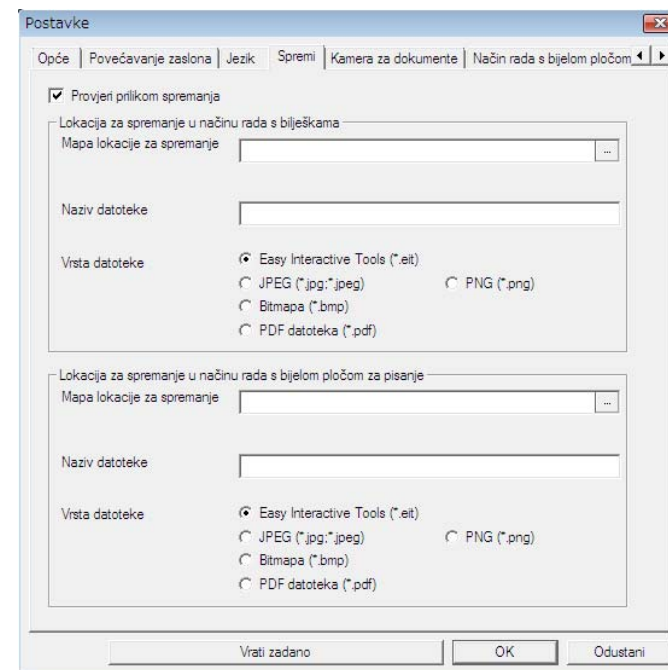 Postavke
Opće Povećavanje zaslona Jezik Spremi Kamera za dokumente Način rada s bijelom pločom
Provjeri prilikom spremanja
Lokacija za spremanje u načinu rada s bilješkama
Mapa lokacije za spremanje ...
Naziv datoteke
Vrsta datoteke Easy Interactive Tools (*.eit)
JPEG (*.jpg;*.jpeg) PNG (*.png)
Bitmapa (*.bmp)
PDF datoteka (*.pdf)
Lokacija za spremanje u načinu rada s bijelom pločom za pisanje
Mapa lokacije za spremanje ...
Naziv datoteke
Vrsta datoteke Easy Interactive Tools (*.eit)
JPEG (*.jpg;*.jpeg) PNG (*.png)
Bitmapa (*.bmp)
PDF datoteka (*.pdf)
Vrati zadano OK Odustani